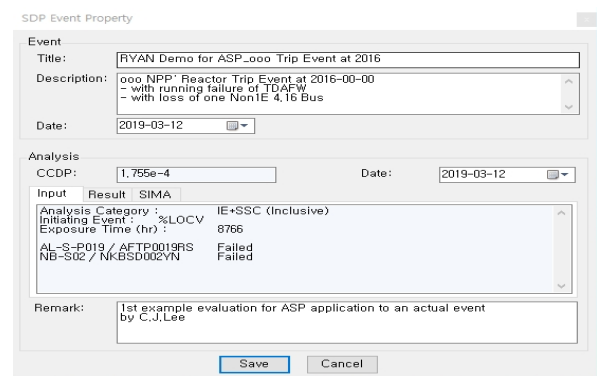 SDP Event Property
Event
Title: RYAN Demo for ASP_ooo Trip Event at 2016
Description: ooo NPP' Reactor Trip Event at 2016-00-00
- with running failure of TDAFW
- with loss of one Non1E 4,16 Bus
Date: 2019-03-12
Analysis
CCDP: 1,755e-4 Date: 2019-03-12
Input Result SIMA
Analysis Category : IE+SSC (Inclusive)
Initiating Event : %LOCV
Exposure Time (hr) : 8766
AL-S-P019 / AFTP0019RS Failed
NB-S02 / NKBSD002YN Failed
Remark: 1st example evaluation for ASP application to an actual event
by C,J,Lee
Save Cancel